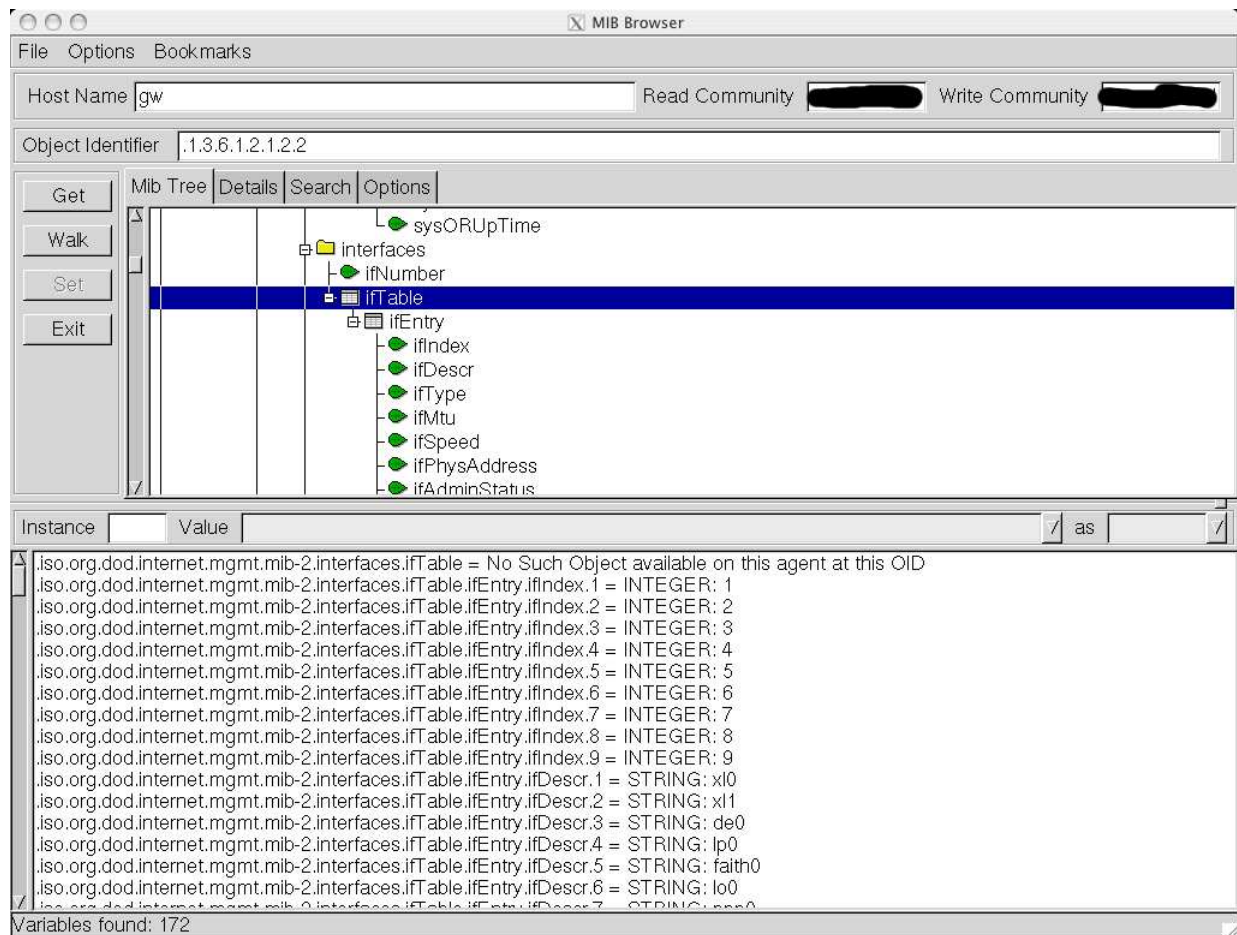 MIB Browser
File Options Bookmarks
Host Name gw Read Community Write Community
Object Identifier .1.3.6.1.2.1.2.2
Get
Walk
Set
Exit
Mib Tree Details Search Options
sysORUpTime
interfaces
ifNumber
ifTable
ifEntry
ifIndex
ifDescr
ifType
ifMtu
ifSpeed
ifPhysAddress
ifAdminStatus
Instance Value as
.iso.org.dod.internet.mgmt.mib-2.interfaces.ifTable = No Such Object available on this agent at this OID
.iso.org.dod.internet.mgmt.mib-2.interfaces.ifTable.ifEntry.ifIndex.1 = INTEGER: 1
.iso.org.dod.internet.mgmt.mib-2.interfaces.ifTable.ifEntry.ifIndex.2 = INTEGER: 2
.iso.org.dod.internet.mgmt.mib-2.interfaces.ifTable.ifEntry.ifIndex.3 = INTEGER: 3
.iso.org.dod.internet.mgmt.mib-2.interfaces.ifTable.ifEntry.ifIndex.4 = INTEGER: 4
.iso.org.dod.internet.mgmt.mib-2.interfaces.ifTable.ifEntry.ifIndex.5 = INTEGER: 5
.iso.org.dod.internet.mgmt.mib-2.interfaces.ifTable.ifEntry.ifIndex.6 = INTEGER: 6
.iso.org.dod.internet.mgmt.mib-2.interfaces.ifTable.ifEntry.ifIndex.7 = INTEGER: 7
.iso.org.dod.internet.mgmt.mib-2.interfaces.ifTable.ifEntry.ifIndex.8 = INTEGER: 8
.iso.org.dod.internet.mgmt.mib-2.interfaces.ifTable.ifEntry.ifIndex.9 = INTEGER: 9
.iso.org.dod.internet.mgmt.mib-2.interfaces.ifTable.ifEntry.ifDescr.1 = STRING: xl0
.iso.org.dod.internet.mgmt.mib-2.interfaces.ifTable.ifEntry.ifDescr.2 = STRING: xl1
.iso.org.dod.internet.mgmt.mib-2.interfaces.ifTable.ifEntry.ifDescr.3 = STRING: de0
.iso.org.dod.internet.mgmt.mib-2.interfaces.ifTable.ifEntry.ifDescr.4 = STRING: lp0
.iso.org.dod.internet.mgmt.mib-2.interfaces.ifTable.ifEntry.ifDescr.5 = STRING: faith0
.iso.org.dod.internet.mgmt.mib-2.interfaces.ifTable.ifEntry.ifDescr.6 = STRING: lo0
.iso.org.dod.internet.mgmt.mib-2.interfaces.ifTable.ifEntry.ifDescr.7 = STRING: ppp0
Variables found: 172